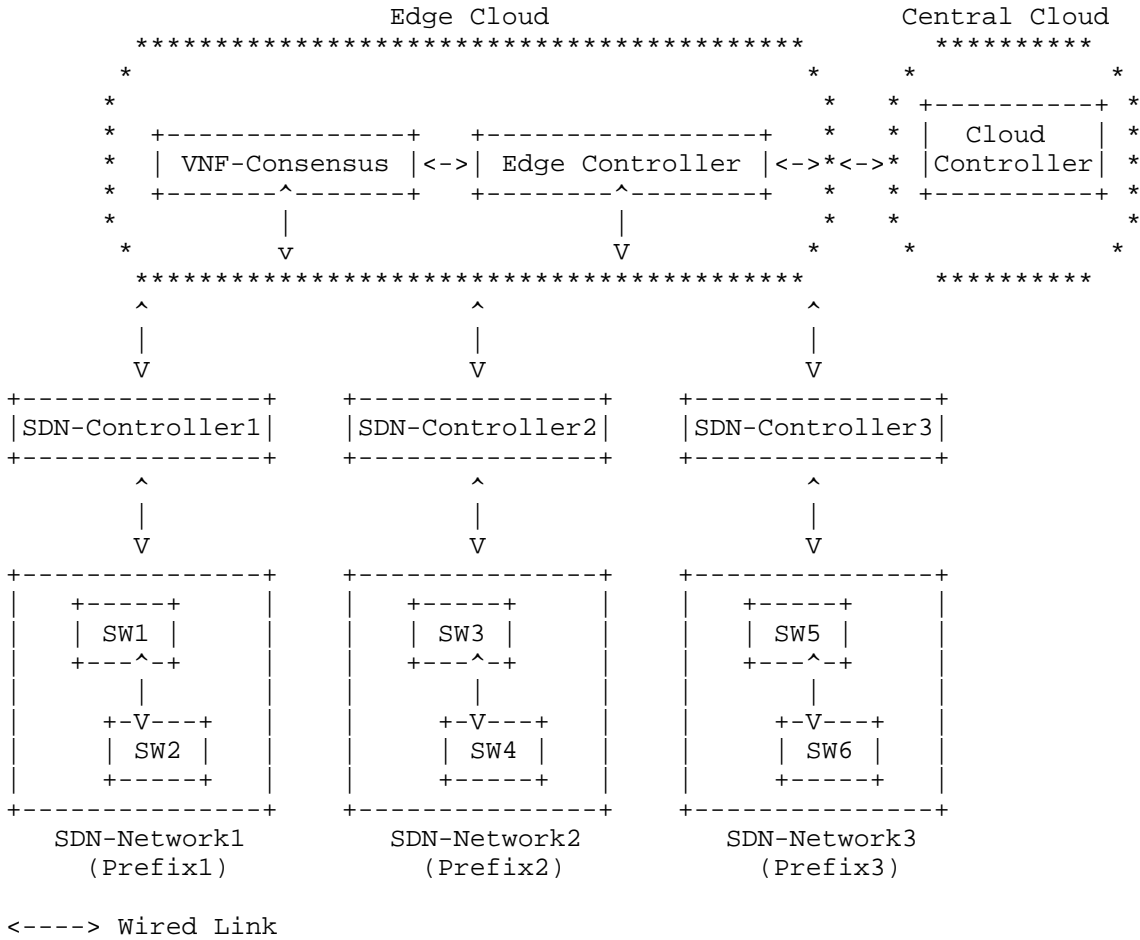 Edge Cloud Central Cloud
Cloud
VNF-Consensus <-> Edge Controller <-> <-> Controller
SDN-Controller1 SDN-Controller2 SDN-Controller3
SW1 SW3 SW5
SW2 SW4 SW6
SDN-Network1 SDN-Network2 SDN-Network3
(Prefix1) (Prefix2) (Prefix3)
<----> Wired Link